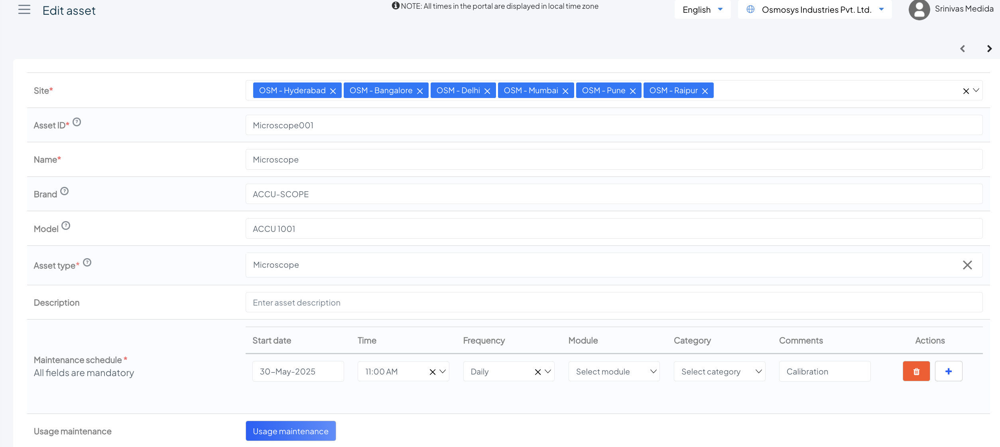 Edit asset
NOTE: All times in the portal are displayed in local time zone
English
Osmosys Industries Pvt. Ltd.
Srinivas Medida
Site*
OSM - Hyderabad OSM - Bangalore OSM - Delhi OSM - Mumbai OSM - Pune OSM - Raipur
Asset ID*
Microscope001
Name*
Microscope
Brand
ACCU-SCOPE
Model
ACCU 1001
Asset type*
Microscope
Description
Enter asset description
Maintenance schedule *
All fields are mandatory
Start date Time Frequency Module Category Comments Actions
30-May-2025 11:00 AM Daily Select module Select category Calibration
Usage maintenance
Usage maintenance